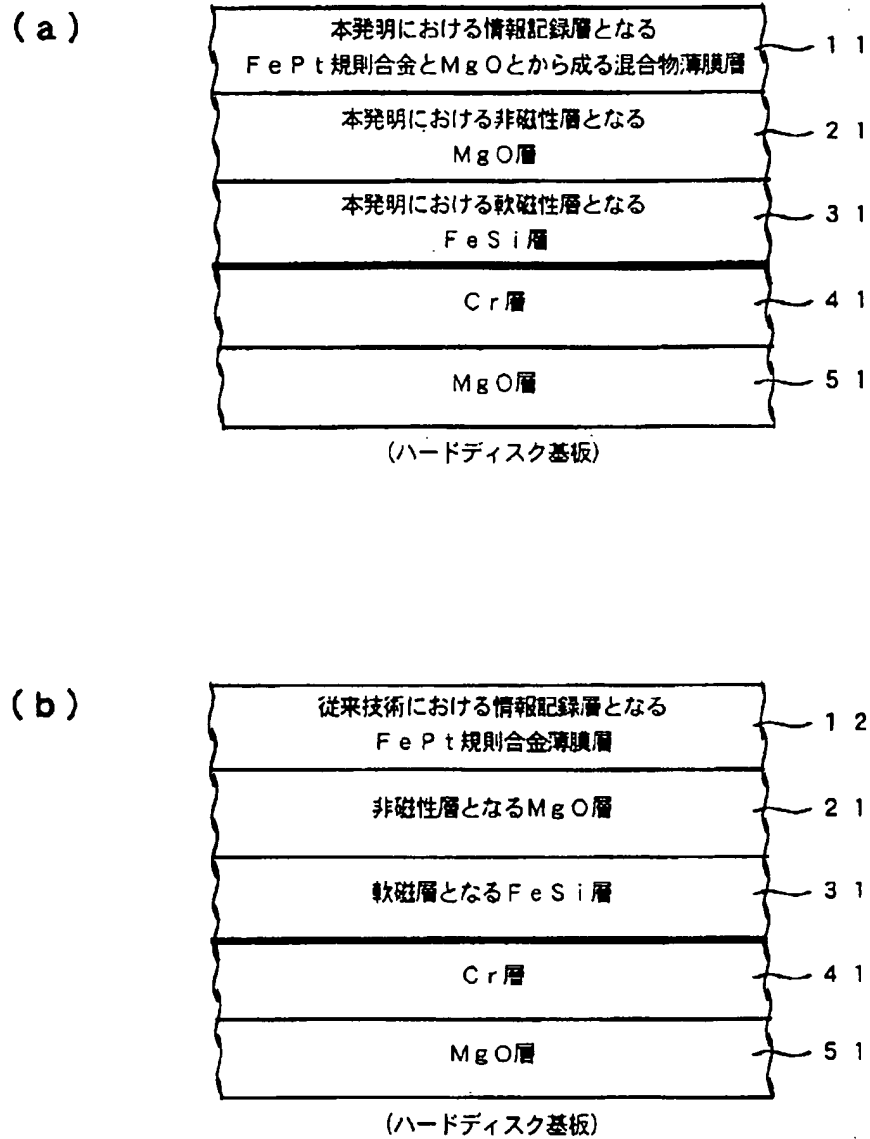 (a)
本発明における情報記録層となる
FePt規則合金とMgOとから成る混合物薄膜層
11
本発明における非磁性層となる
MgO層
21
本発明における軟磁性層となる
FeSi層
31
Cr層
41
MgO層
51
(ハードディスク基板)
(b)
従来技術における情報記録層となる
FePt規則合金薄膜層
12
非磁性層となるMgO層
21
軟磁層となるFeSi層
31
Cr層
41
MgO層
51
(ハードディスク基板)